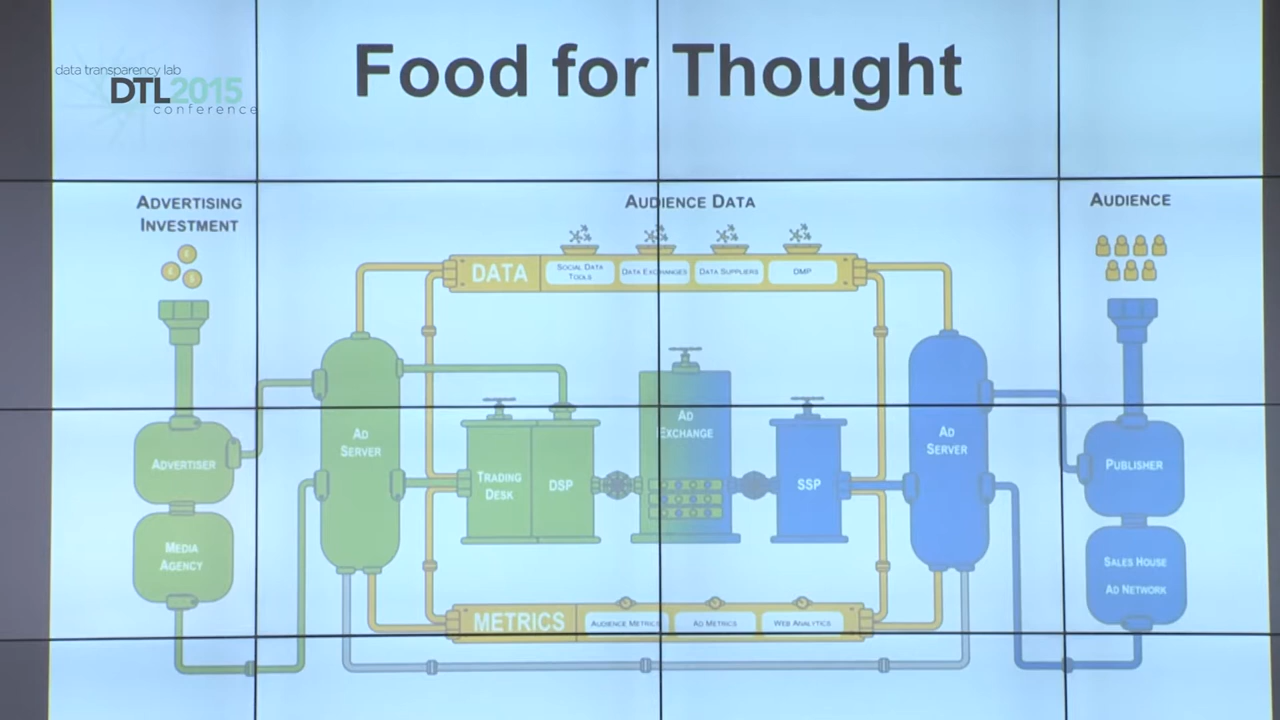 data transparency lab
DTL2015
conference
Food for Thought
ADVERTISING
INVESTMENT
AUDIENCE DATA
AUDIENCE
DATA
SOCIAL DATA
TOOLS
DATA EXCHANGES
DATA SUPPLIERS
DMP
AD
SERVER
AD
EXCHANGE
AD
SERVER
ADVERTISER
TRADING
DESK
DSP
SSP
PUBLISHER
MEDIA
AGENCY
SALES HOUSE
AD NETWORK
METRICS
AUDIENCE METRICS
AD METRICS
WEB ANALYTICS